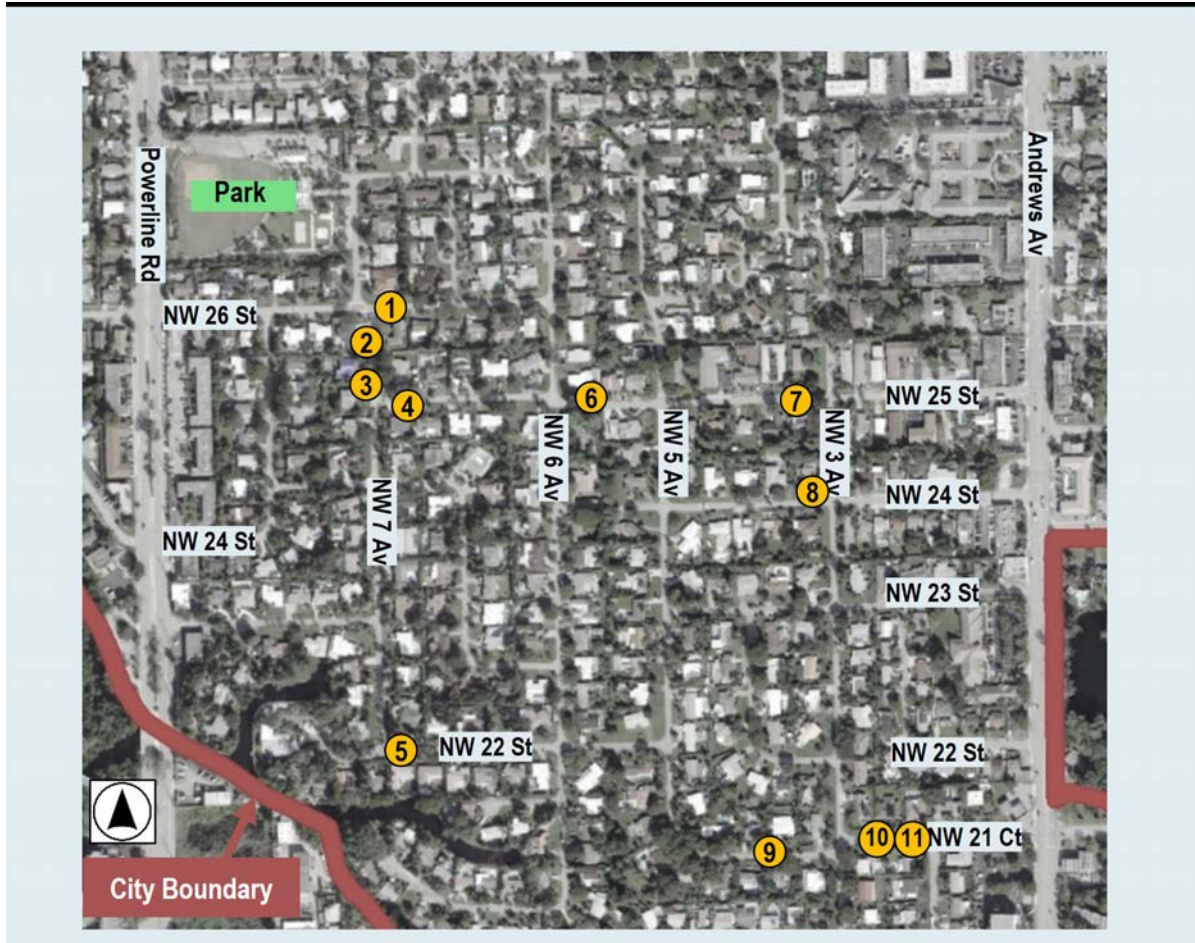 Powerline Rd
Park
Andrews Av
NW 26 St
1
2
3
4
6
7
NW 25 St
NW 6 Av
NW 5 Av
NW 3 Av
8
NW 24 St
NW 7 Av
NW 24 St
NW 23 St
5
NW 22 St
NW 22 St
9
10
11
NW 21 Ct
City Boundary